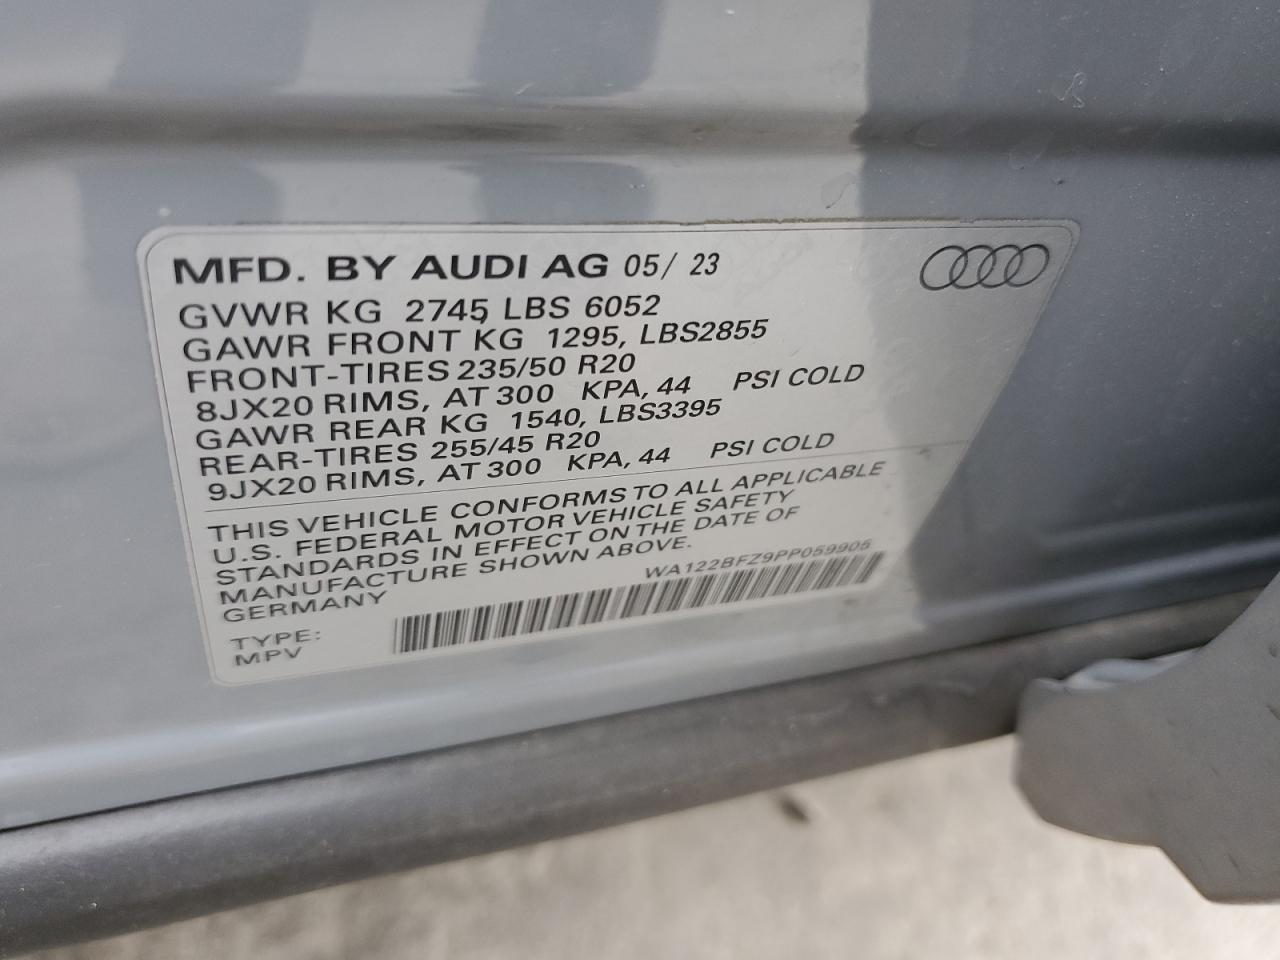 MFD. BY AUDI AG 05/ 23
GVWR KG 2745, LBS 6052
GAWR FRONT KG 1295, LBS2855
FRONT-TIRES 235/50 R20
8JX20 RIMS, AT 300 KPA, 44 PSI COLD
GAWR REAR KG 1540, LBS3395
REAR-TIRES 255/45 R20
9JX20 RIMS, AT 300 KPA, 44 PSI COLD
THIS VEHICLE CONFORMS TO ALL APPLICABLE
U.S. FEDERAL MOTOR VEHICLE SAFETY
STANDARDS IN EFFECT ON THE DATE OF
MANUFACTURE SHOWN ABOVE.
GERMANY
WA122BFZ9PP059905
TYPE:
MPV